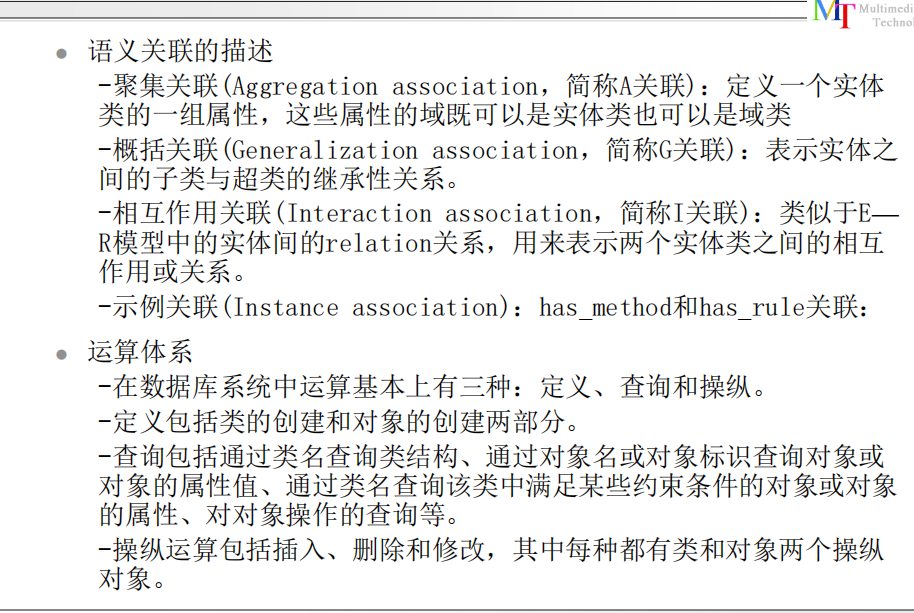 MT Multimedi
Technol
● 语义关联的描述
–聚集关联(Aggregation association，简称A关联)：定义一个实体
类的一组属性，这些属性的域既可以是实体类也可以是域类
–概括关联(Generalization association，简称G关联)：表示实体之
间的子类与超类的继承性关系。
–相互作用关联(Interaction association，简称I关联)：类似于E—
R模型中的实体间的relation关系，用来表示两个实体类之间的相互
作用或关系。
–示例关联(Instance association)：has_method和has_rule关联：
● 运算体系
–在数据库系统中运算基本上有三种：定义、查询和操纵。
–定义包括类的创建和对象的创建两部分。
–查询包括通过类名查询类结构、通过对象名或对象标识查询对象或
对象的属性值、通过类名查询该类中满足某些约束条件的对象或对象
的属性、对对象操作的查询等。
–操纵运算包括插入、删除和修改，其中每种都有类和对象两个操纵
对象。